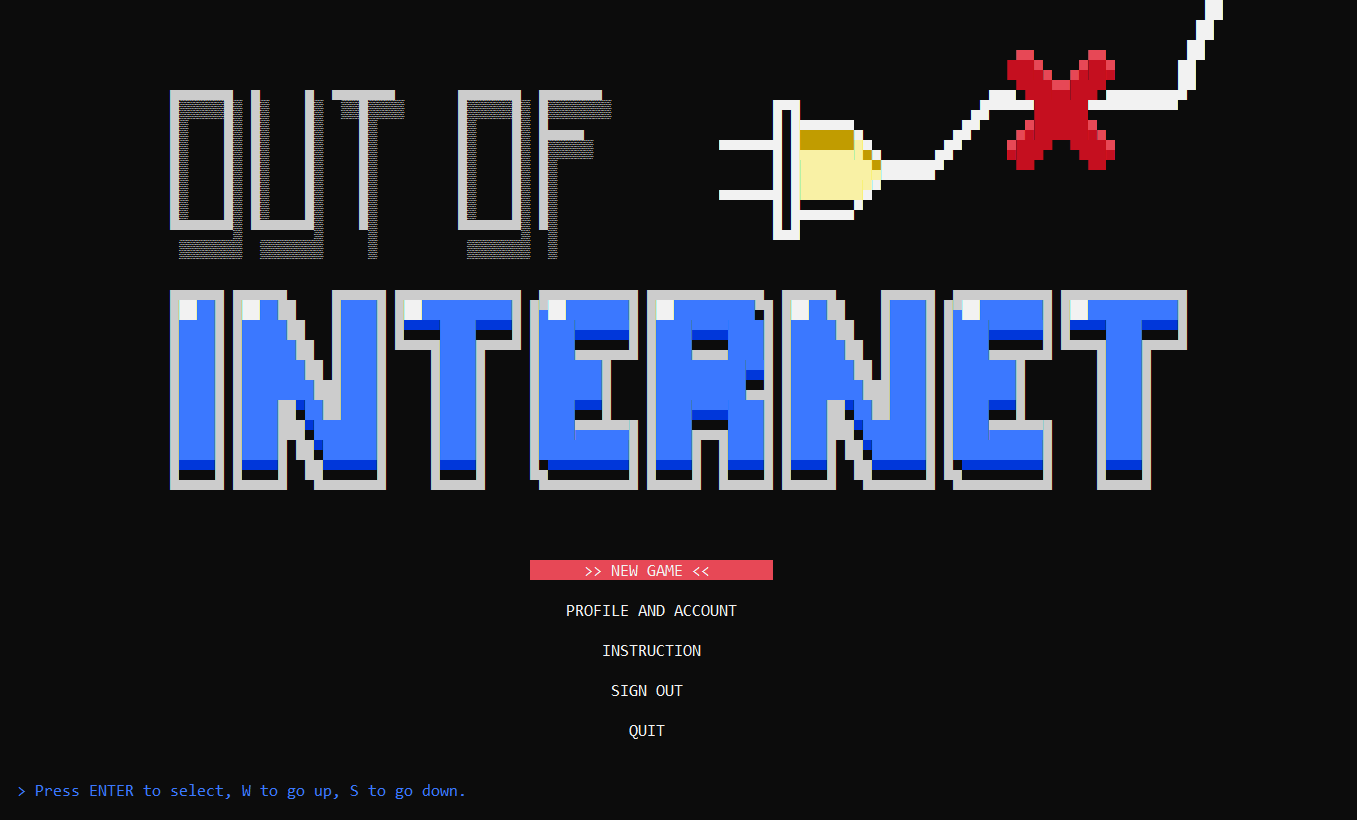 OUT OF
INTERNET
>> NEW GAME <<
PROFILE AND ACCOUNT
INSTRUCTION
SIGN OUT
QUIT
> Press ENTER to select, W to go up, S to go down.